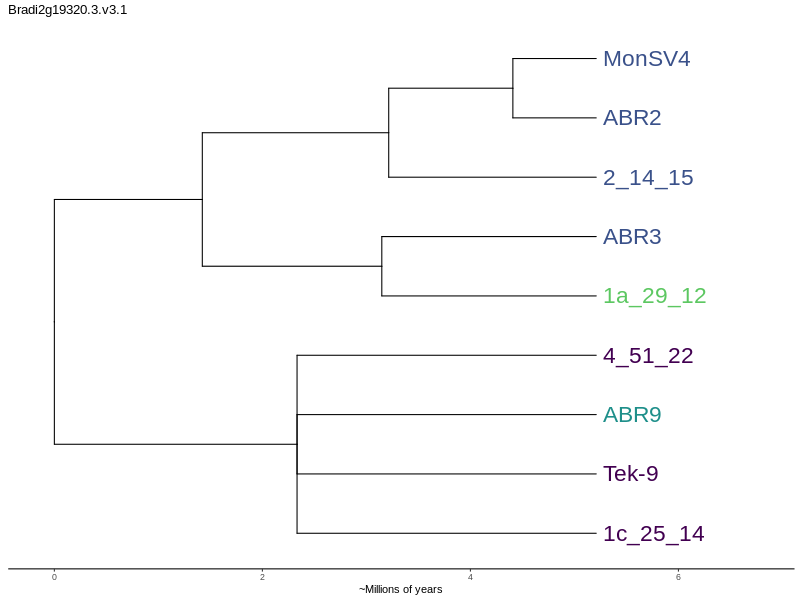 Bradi2g19320.3.v3.1
MonSV4
ABR2
2_14_15
ABR3
1a_29_12
4_51_22
ABR9
Tek-9
1c_25_14
0 2 4 6
~Millions of years